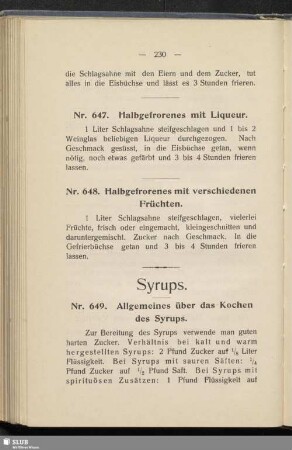 — 230 —
die Schlagsahne mit den Eiern und dem Zucker, tut
alles in die Eisbüchse und lässt es 3 Stunden frieren.
Nr. 647. Halbgefrorenes mit Liqueur.
1 Liter Schlagsahne steifgeschlagen und 1 bis 2
Weinglas beliebigen Liqueur durchgezogen. Nach
Geschmack gesüsst, in die Eisbüchse getan, wenn
nötig, noch etwas gefärbt und 3 bis 4 Stunden frieren
lassen.
Nr. 648. Halbgefrorenes mit verschiedenen
Früchten.
1 Liter Schlagsahne steifgeschlagen, vielerlei
Früchte, frisch oder eingemacht, kleingeschnitten und
daruntergemischt. Zucker nach Geschmack. In die
Gefrierbüchse getan und 3 bis 4 Stunden frieren
lassen.
Syrups.
Nr. 649. Allgemeines über das Kochen
des Syrups.
Zur Bereitung des Syrups verwende man guten
harten Zucker. Verhältnis bei kalt und warm
hergestellten Syrups: 2 Pfund Zucker auf Liter
Flüssigkeit. Bei Syrups mit sauren Säften:
Pfund Zucker auf 1/2 Pfund Saft. Bei Syrups mit
spirituösen Zusätzen: 1 Pfund Flüssigkeit auf
SLUB
Wir führen Wissen.